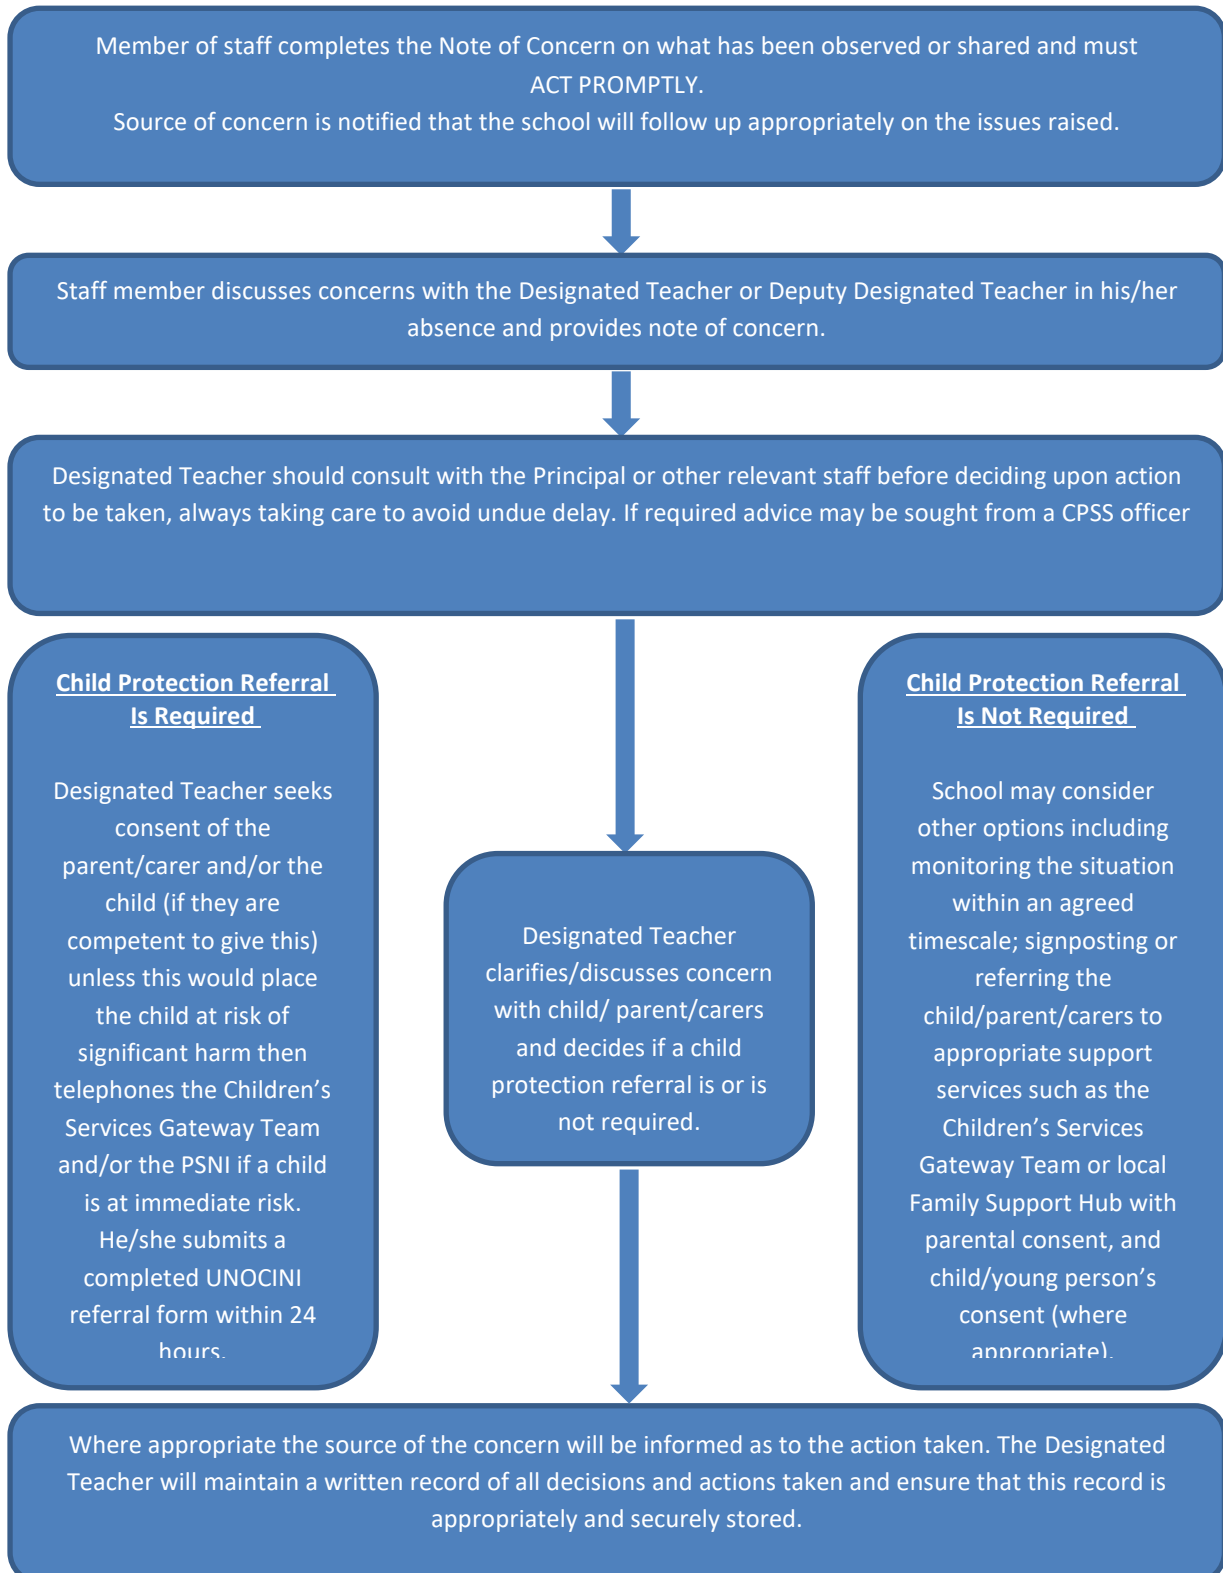 Member of staff completes the Note of Concern on what has been observed or shared and must
ACT PROMPTLY.
Source of concern is notified that the school will follow up appropriately on the issues raised.
Staff member discusses concerns with the Designated Teacher or Deputy Designated Teacher in his/her
absence and provides note of concern.
Designated Teacher should consult with the Principal or other relevant staff before deciding upon action
to be taken, always taking care to avoid undue delay. If required advice may be sought from a CPSS officer
Child Protection Referral
Is Required
Designated Teacher seeks
consent of the
parent/carer and/or the
child (if they are
competent to give this)
unless this would place
the child at risk of
significant harm then
telephones the Children’s
Services Gateway Team
and/or the PSNI if a child
is at immediate risk.
He/she submits a
completed UNOCINI
referral form within 24
hours.
Designated Teacher
clarifies/discusses concern
with child/ parent/carers
and decides if a child
protection referral is or is
not required.
Child Protection Referral
Is Not Required
School may consider
other options including
monitoring the situation
within an agreed
timescale; signposting or
referring the
child/parent/carers to
appropriate support
services such as the
Children’s Services
Gateway Team or local
Family Support Hub with
parental consent, and
child/young person’s
consent (where
appropriate).
Where appropriate the source of the concern will be informed as to the action taken. The Designated
Teacher will maintain a written record of all decisions and actions taken and ensure that this record is
appropriately and securely stored.